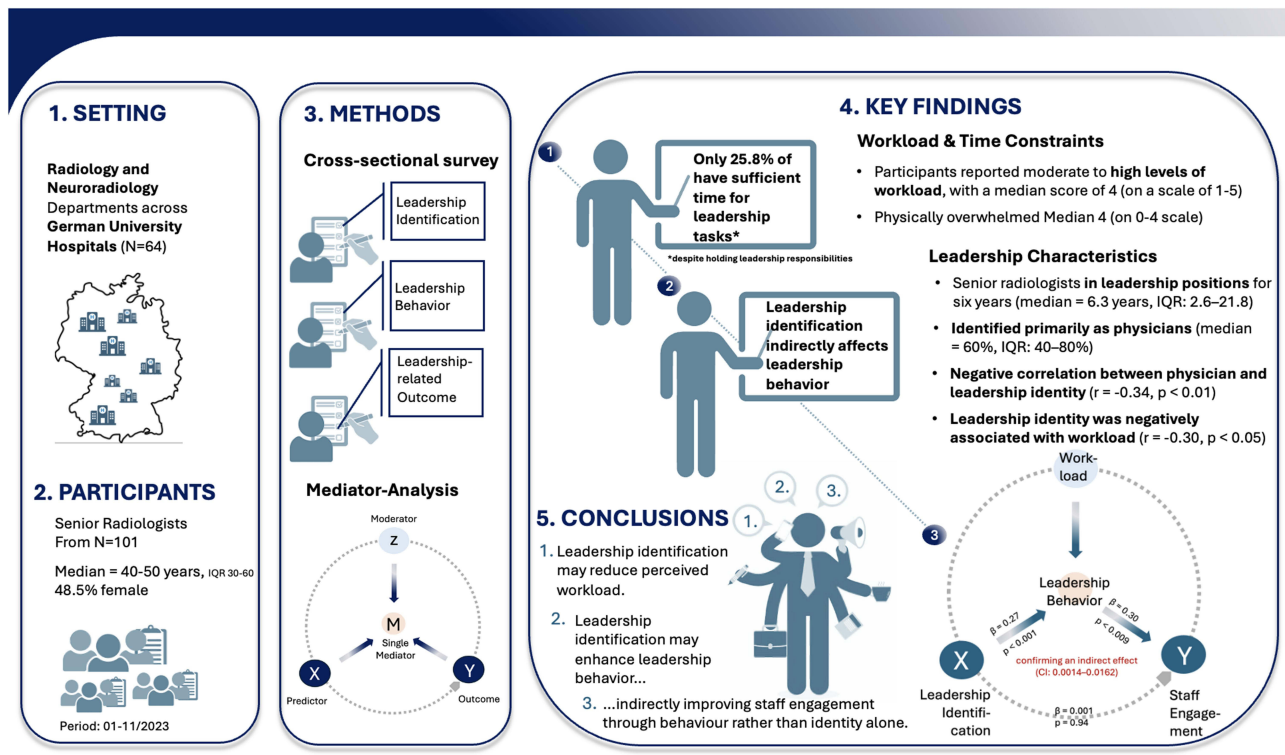 1. SETTING
Radiology and
Neuroradiology
Departments across
German University
Hospitals (N=64)
2. PARTICIPANTS
Senior Radiologists
From N=101
Median = 40-50 years, IQR 30-60
48.5% female
Period: 01-11/2023
3. METHODS
Cross-sectional survey
Leadership
Identification
Leadership
Behavior
Leadership-
related
Outcome
Mediator-Analysis
Moderator
Z
M
Single
Mediator
X
Y
Predictor
Outcome
4. KEY FINDINGS
1
Only 25.8% of
have sufficient
time for
leadership
tasks*
*despite holding leadership responsibilities
2
Leadership
identification
indirectly affects
leadership
behavior
Workload & Time Constraints
• Participants reported moderate to high levels of
workload, with a median score of 4 (on a scale of 1-5)
• Physically overwhelmed Median 4 (on 0-4 scale)
Leadership Characteristics
• Senior radiologists in leadership positions for
six years (median = 6.3 years, IQR: 2.6–21.8)
• Identified primarily as physicians (median
= 60%, IQR: 40–80%)
• Negative correlation between physician and
leadership identity (r = -0.34, p < 0.01)
• Leadership identity was negatively
associated with workload (r = -0.30, p < 0.05)
3
Work-
load
Leadership
Behavior
β = 0.27
p < 0.001
β = 0.30
p < 0.009
confirming an indirect effect
(CI: 0.0014–0.0162)
X
Y
Leadership
Identifi-
cation
β = 0.001
p = 0.94
Staff
Engage-
ment
5. CONCLUSIONS
1.
2.
3.
1. Leadership identification
may reduce perceived
workload.
2. Leadership
identification may
enhance leadership
behavior...
3. ...indirectly improving staff engagement
through behaviour rather than identity alone.